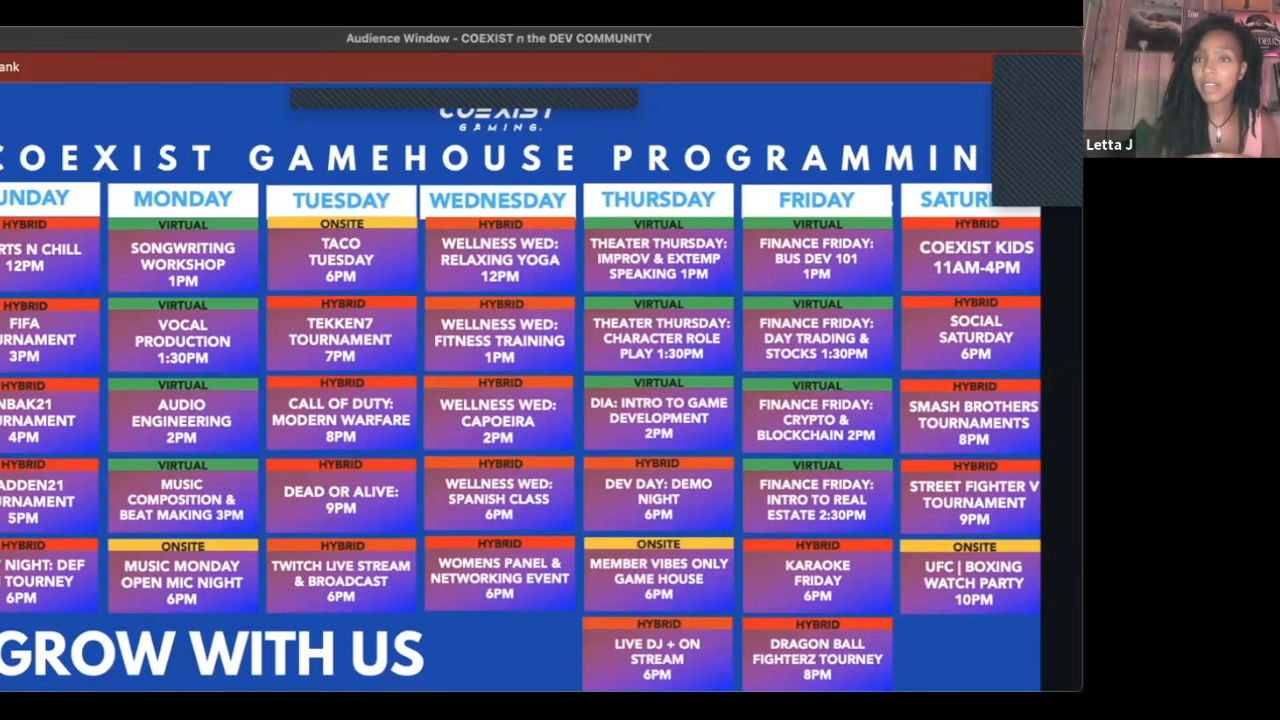 Audience Window - COEXIST n the DEV COMMUNITY
ank
Letta J
COEXIST
GAMING.
COEXIST GAMEHOUSE PROGRAMMIN
UNDAY
HYBRID
RTS N CHILL
12PM
HYBRID
FIFA
URNAMENT
3PM
HYBRID
NBAK21
URNAMENT
4PM
HYBRID
ADDEN21
URNAMENT
5PM
HYBRID
NIGHT: DEF
TOURNEY
6PM
MONDAY
VIRTUAL
SONGWRITING
WORKSHOP
1PM
VIRTUAL
VOCAL
PRODUCTION
1:30PM
VIRTUAL
AUDIO
ENGINEERING
2PM
VIRTUAL
MUSIC
COMPOSITION &
BEAT MAKING 3PM
ONSITE
MUSIC MONDAY
OPEN MIC NIGHT
6PM
TUESDAY
ONSITE
TACO
TUESDAY
6PM
HYBRID
TEKKEN7
TOURNAMENT
7PM
HYBRID
CALL OF DUTY:
MODERN WARFARE
8PM
HYBRID
DEAD OR ALIVE:
9PM
HYBRID
TWITCH LIVE STREAM
& BROADCAST
6PM
WEDNESDAY
HYBRID
WELLNESS WED:
RELAXING YOGA
12PM
HYBRID
WELLNESS WED:
FITNESS TRAINING
1PM
HYBRID
WELLNESS WED:
CAPOEIRA
2PM
HYBRID
WELLNESS WED:
SPANISH CLASS
6PM
HYBRID
WOMENS PANEL &
NETWORKING EVENT
6PM
THURSDAY
VIRTUAL
THEATER THURSDAY:
IMPROV & EXTEMP
SPEAKING 1PM
VIRTUAL
THEATER THURSDAY:
CHARACTER ROLE
PLAY 1:30PM
VIRTUAL
DIA: INTRO TO GAME
DEVELOPMENT
2PM
HYBRID
DEV DAY: DEMO
NIGHT
6PM
ONSITE
MEMBER VIBES ONLY
GAME HOUSE
6PM
HYBRID
LIVE DJ + ON
STREAM
6PM
FRIDAY
VIRTUAL
FINANCE FRIDAY:
BUS DEV 101
1PM
VIRTUAL
FINANCE FRIDAY:
DAY TRADING &
STOCKS 1:30PM
VIRTUAL
FINANCE FRIDAY:
CRYPTO &
BLOCKCHAIN 2PM
VIRTUAL
FINANCE FRIDAY:
INTRO TO REAL
ESTATE 2:30PM
HYBRID
KARAOKE
FRIDAY
6PM
HYBRID
DRAGON BALL
FIGHTERZ TOURNEY
8PM
SATUR
HYBRID
COEXIST KIDS
11AM-4PM
HYBRID
SOCIAL
SATURDAY
6PM
HYBRID
SMASH BROTHERS
TOURNAMENTS
8PM
HYBRID
STREET FIGHTER V
TOURNAMENT
9PM
ONSITE
UFC | BOXING
WATCH PARTY
10PM
GROW WITH US